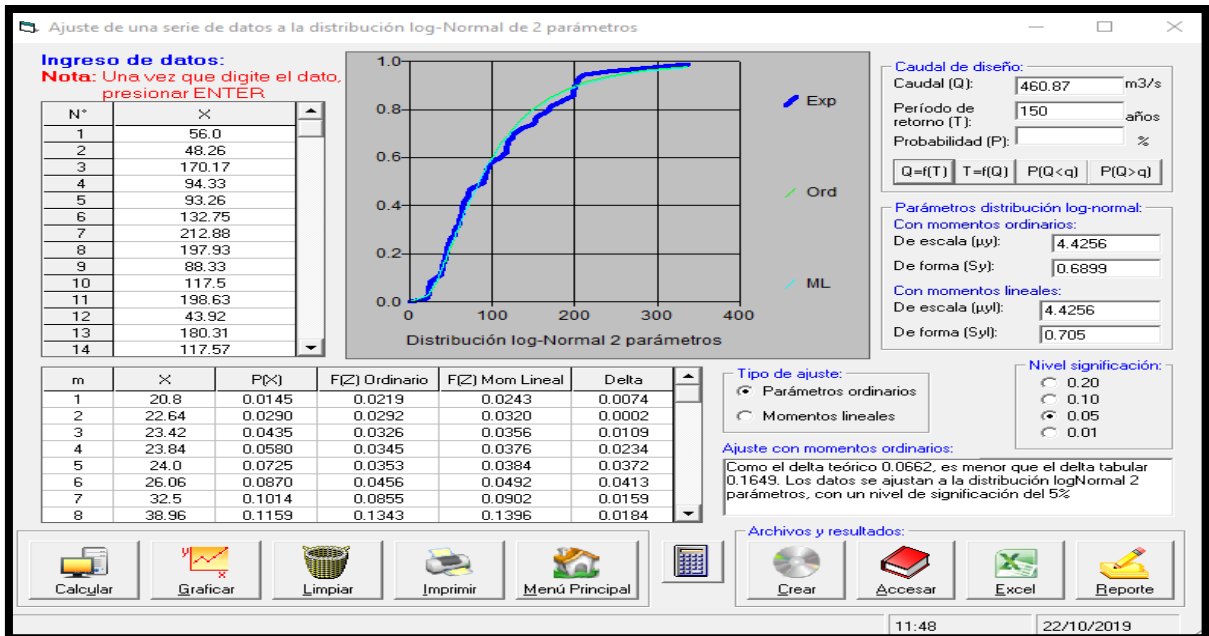 Ajuste de una serie de datos a la distribución log-Normal de 2 parámetros
Ingreso de datos:
Nota: Una vez que digite el dato,
presionar ENTER
N° X
1 56.0
2 48.26
3 170.17
4 94.33
5 93.26
6 132.75
7 212.88
8 197.93
9 88.33
10 117.5
11 198.63
12 43.92
13 180.31
14 117.57
1.0
0.8
0.6
0.4
0.2
0.0
0 100 200 300 400
Distribución log-Normal 2 parámetros
Exp
Ord
ML
Caudal de diseño:
Caudal (Q): 460.87 m3/s
Período de
retorno (T): 150 años
Probabilidad (P): %
Q=f(T) T=f(Q) P(Q<q) P(Q>q)
Parámetros distribución log-normal:
Con momentos ordinarios:
De escala (μy): 4.4256
De forma (Sy): 0.6899
Con momentos lineales:
De escala (μyl): 4.4256
De forma (Syl): 0.705
m X P(X) F(Z) Ordinario F(Z) Mom Lineal Delta
1 20.8 0.0145 0.0219 0.0243 0.0074
2 22.64 0.0290 0.0292 0.0320 0.0002
3 23.42 0.0435 0.0326 0.0356 0.0109
4 23.84 0.0580 0.0345 0.0376 0.0234
5 24.0 0.0725 0.0353 0.0384 0.0372
6 26.06 0.0870 0.0456 0.0492 0.0413
7 32.5 0.1014 0.0855 0.0902 0.0159
8 38.96 0.1159 0.1343 0.1396 0.0184
Tipo de ajuste:
Parámetros ordinarios
Momentos lineales
Nivel significación:
0.20
0.10
0.05
0.01
Ajuste con momentos ordinarios:
Como el delta teórico 0.0662, es menor que el delta tabular
0.1649. Los datos se ajustan a la distribución logNormal 2
parámetros, con un nivel de significación del 5%
Calcular Graficar Limpiar Imprimir Menú Principal
Archivos y resultados:
Crear Accesar Excel Reporte
11:48 22/10/2019